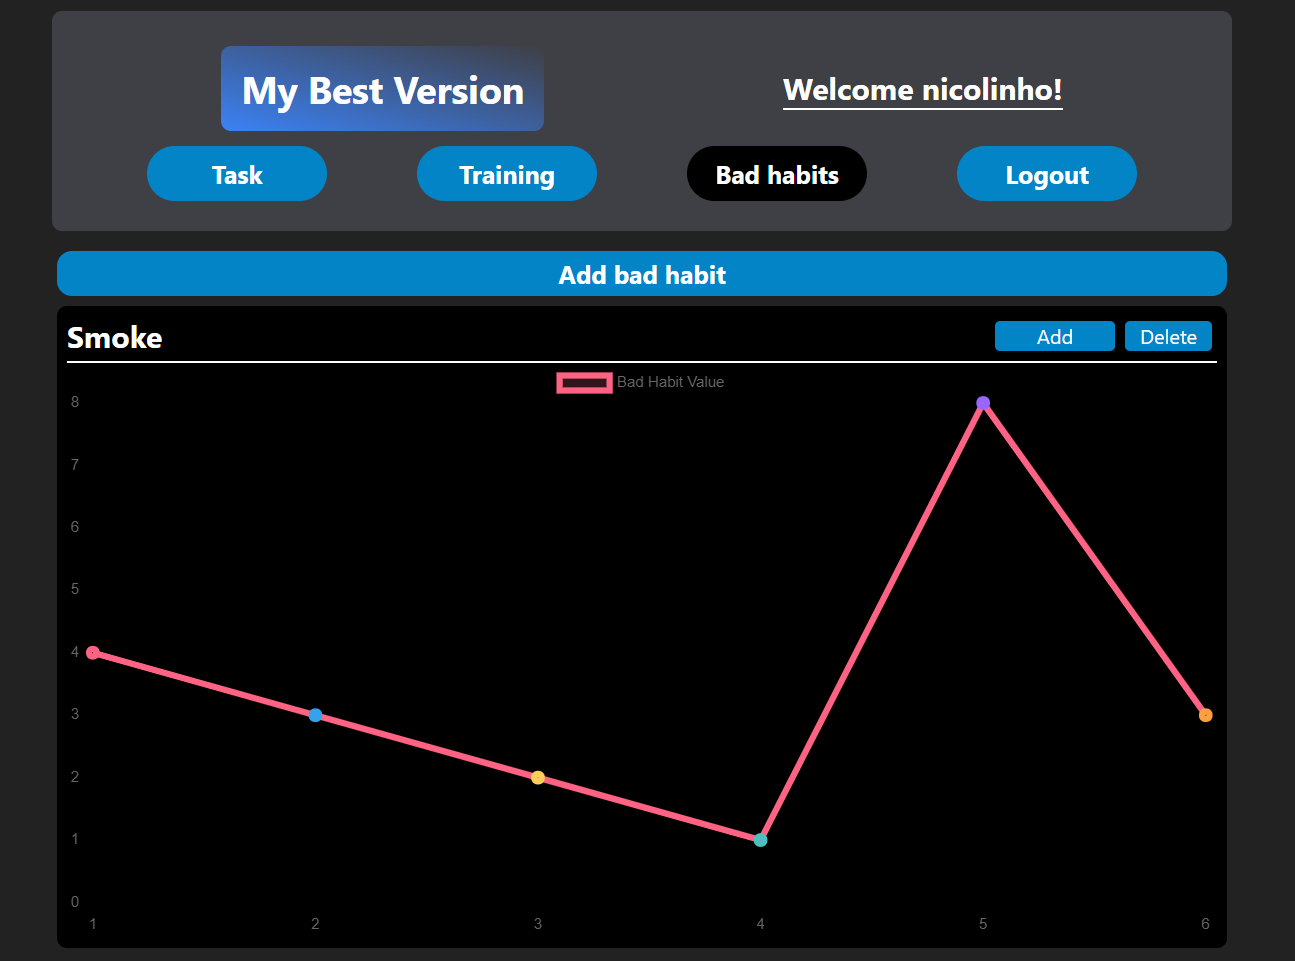 My Best Version
Welcome nicolinho!
Task
Training
Bad habits
Logout
Add bad habit
Smoke
Add
Delete
Bad Habit Value
8
7
6
5
4
3
2
1
0
1 2 3 4 5 6